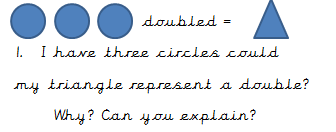 doubled =
1. I have three circles could
my triangle represent a double?
Why? Can you explain?